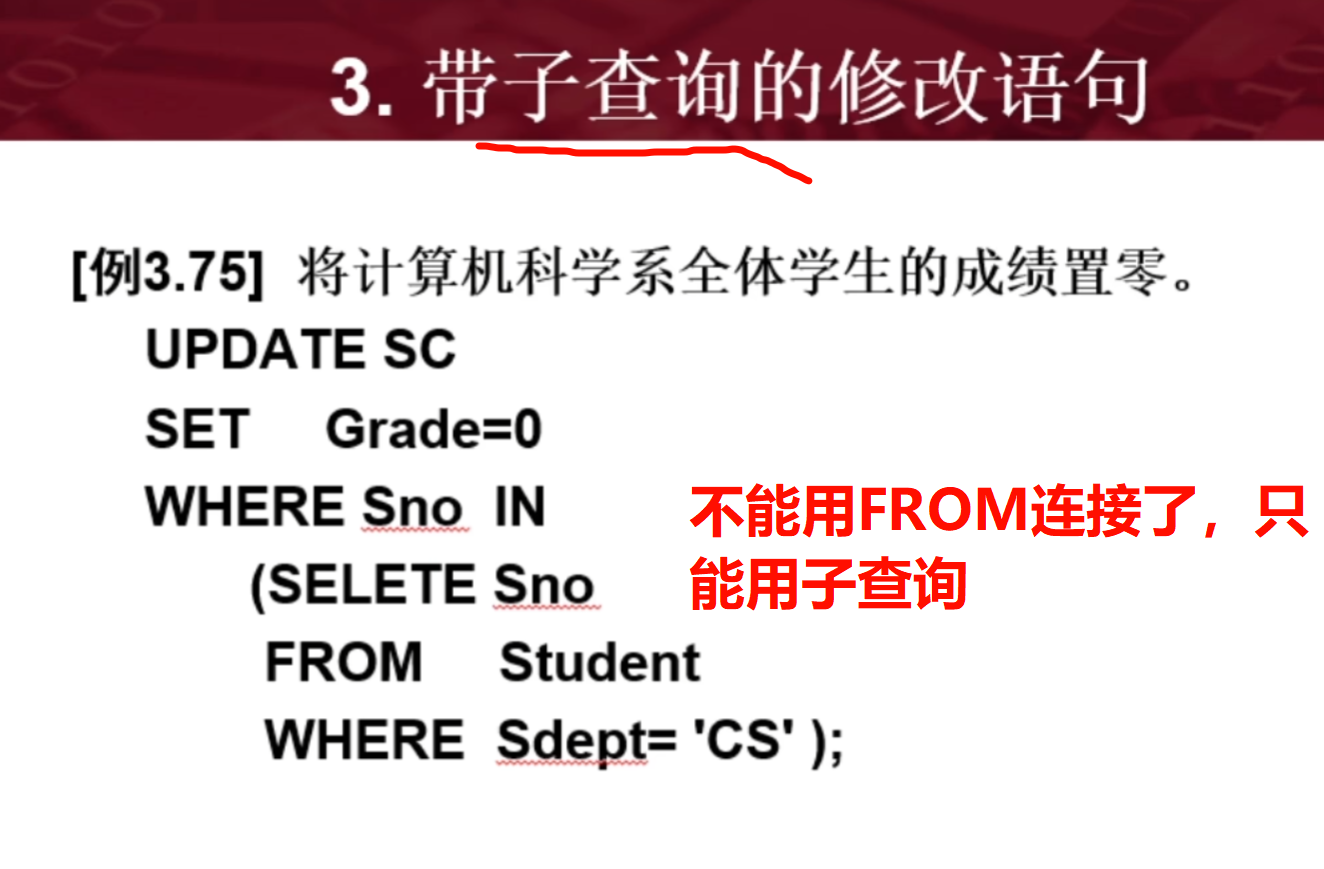 3. 带子查询的修改语句
[例3.75] 将计算机科学系全体学生的成绩置零。
UPDATE SC
SET Grade=0
WHERE Sno IN
(SELETE Sno
FROM Student
WHERE Sdept= 'CS' );
不能用FROM连接了，只
能用子查询